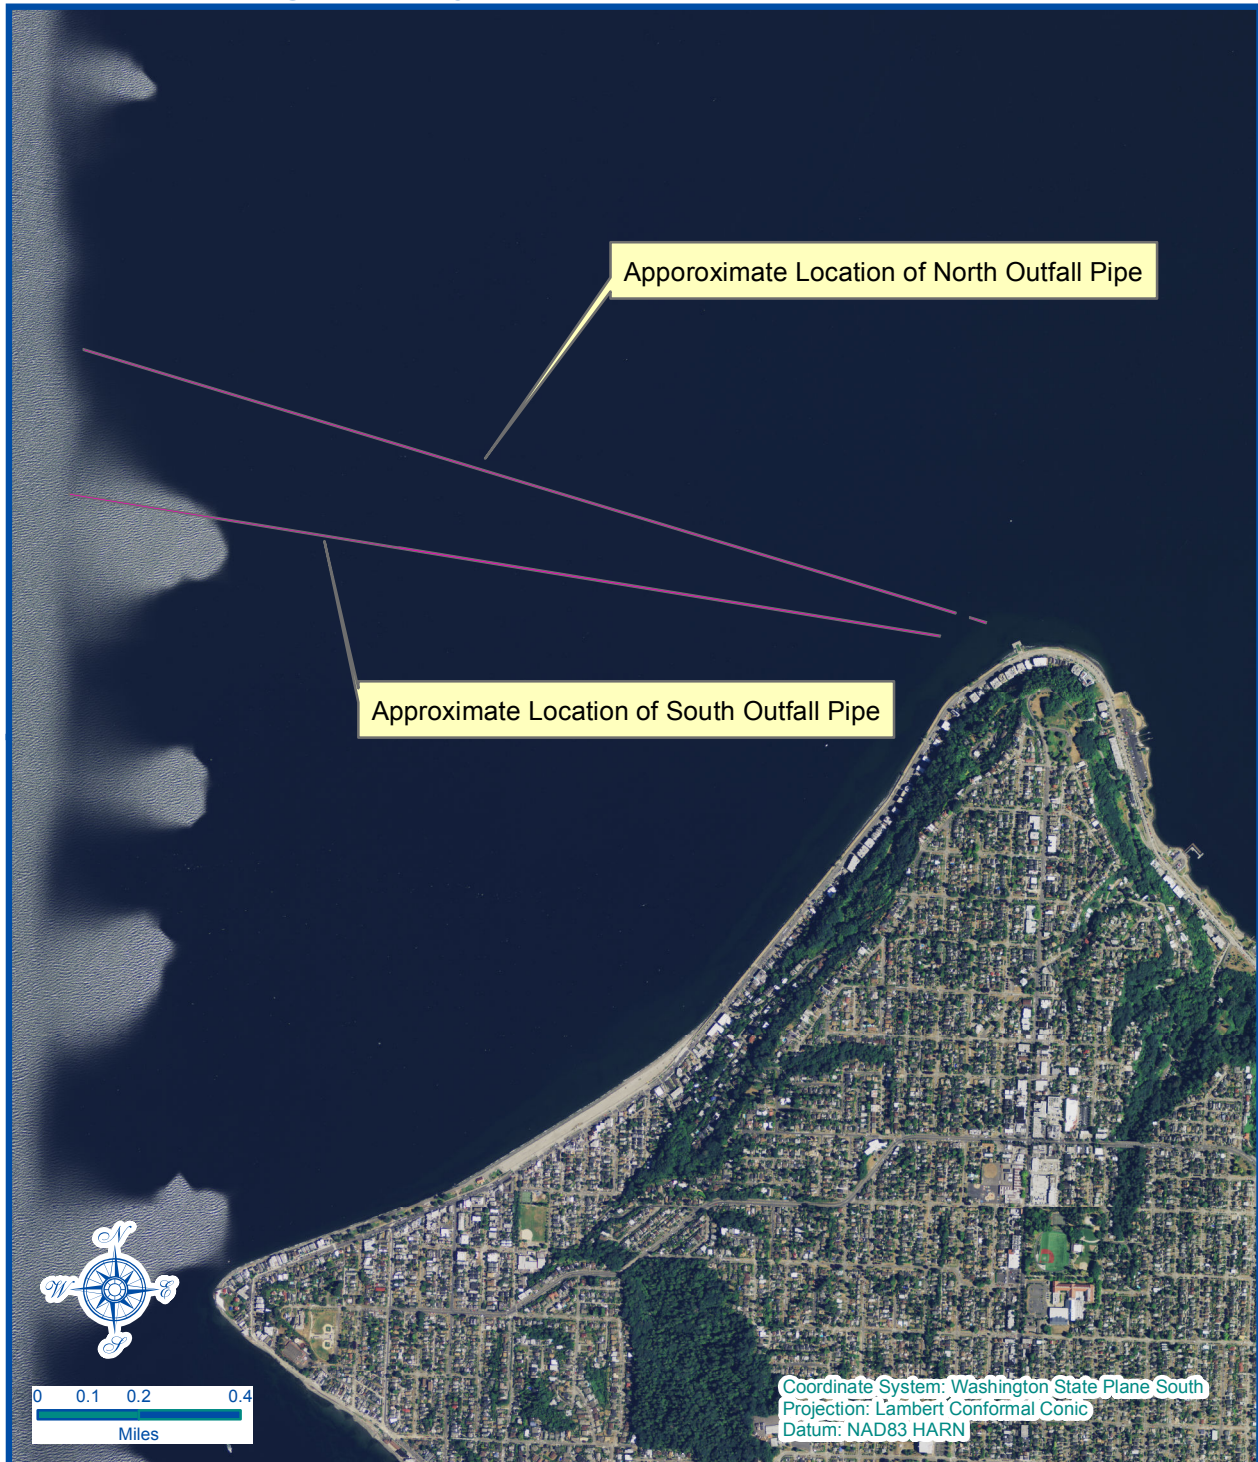 Apporoximate Location of North Outfall Pipe
Approximate Location of South Outfall Pipe
N
W E
S
0 0.1 0.2 0.4
Miles
Coordinate System: Washington State Plane South
Projection: Lambert Conformal Conic
Datum: NAD83 HARN